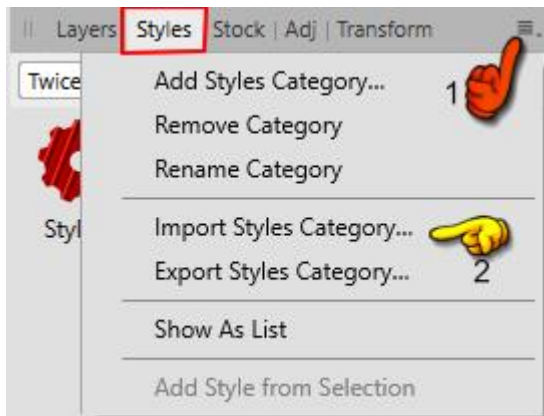 Layers Styles Stock | Adj | Transform
Twice
Add Styles Category...
1
Remove Category
Rename Category
Styl
Import Styles Category...
2
Export Styles Category...
Show As List
Add Style from Selection